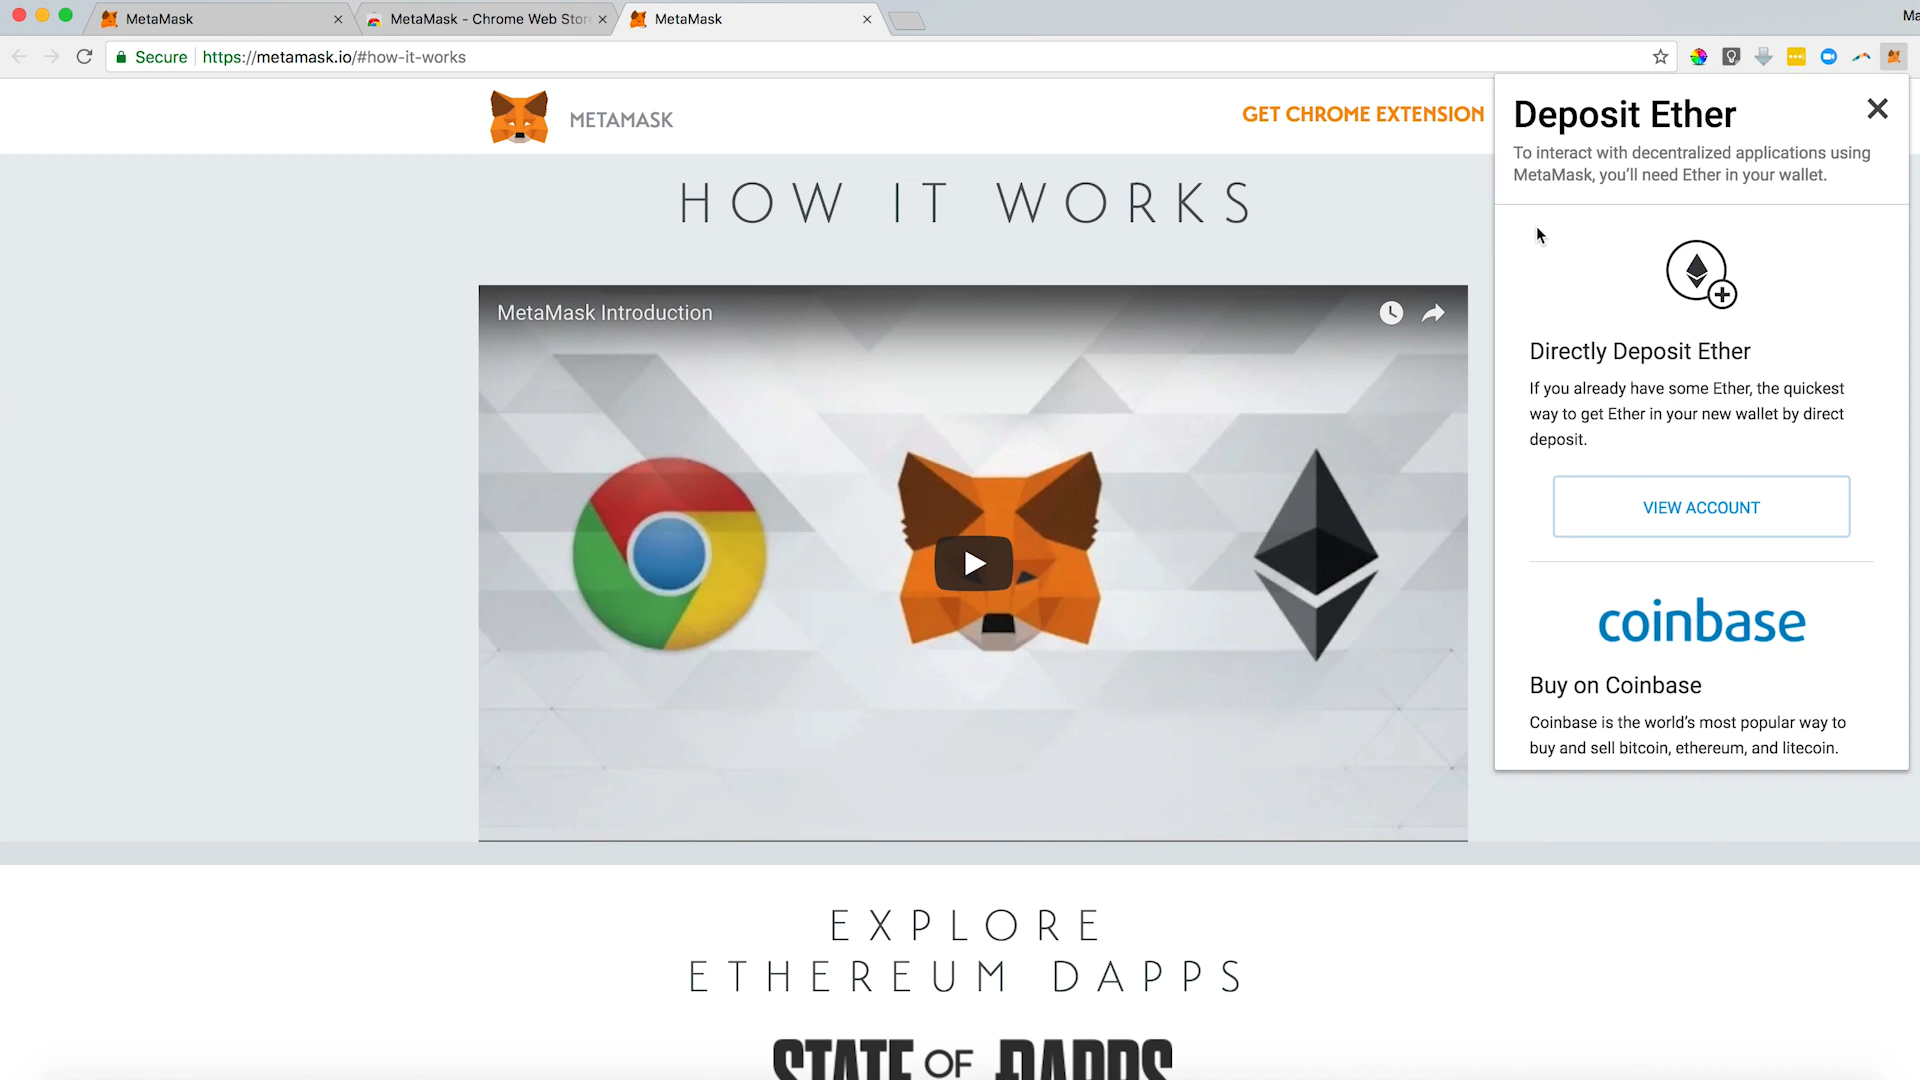 MetaMask
MetaMask - Chrome Web Stor
MetaMask
Ma
Secure
https://metamask.io/#how-it-works
METAMASK
GET CHROME EXTENSION
HOW IT WORKS
MetaMask Introduction
EXPLORE
ETHEREUM DAPPS
STATE OF DAPPS
Deposit Ether
To interact with decentralized applications using
MetaMask, you'll need Ether in your wallet.
Directly Deposit Ether
If you already have some Ether, the quickest
way to get Ether in your new wallet by direct
deposit.
VIEW ACCOUNT
coinbase
Buy on Coinbase
Coinbase is the world's most popular way to
buy and sell bitcoin, ethereum, and litecoin.